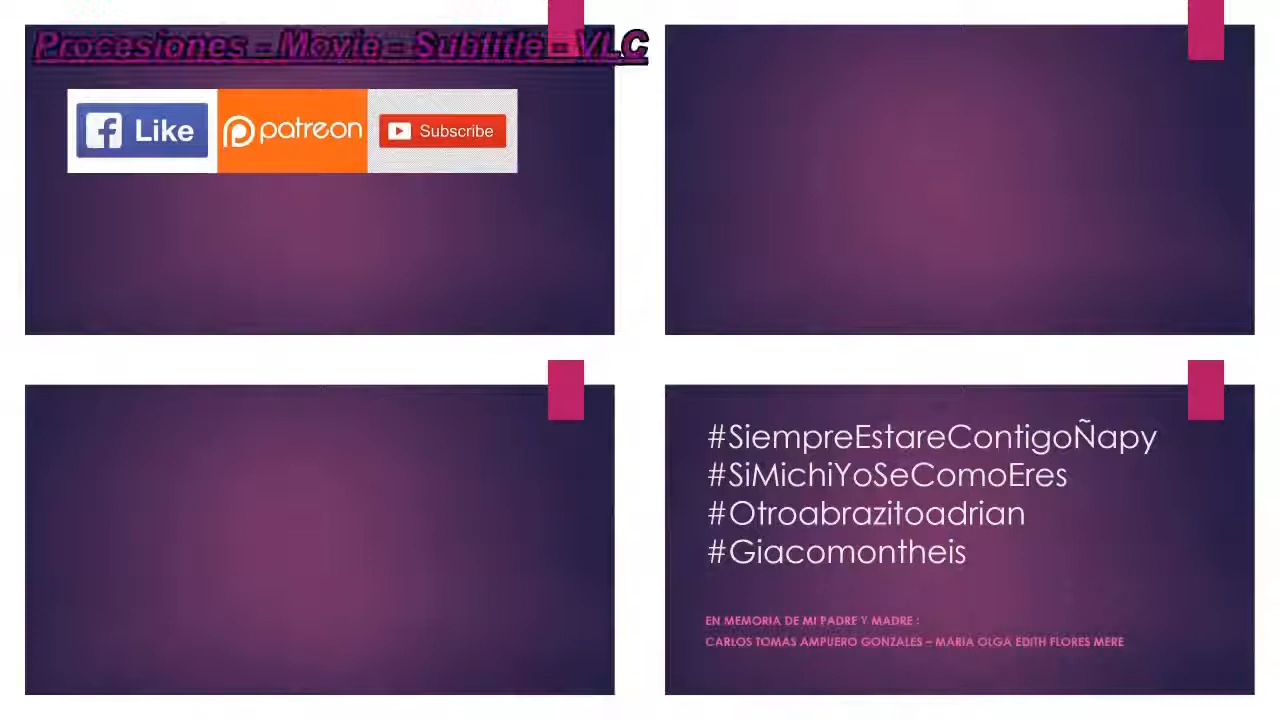 Procesiones - Movie - Subtitle - VLC
Like
patreon
Subscribe
#SiempreEstareContigoÑapy
#SiMichiYoSeComoEres
#Otroabrazitoadrian
#Giacomontheis
EN MEMORIA DE MI PADRE Y MADRE :
CARLOS TOMAS AMPUERO GONZALES – MARIA OLGA EDITH FLORES MERE